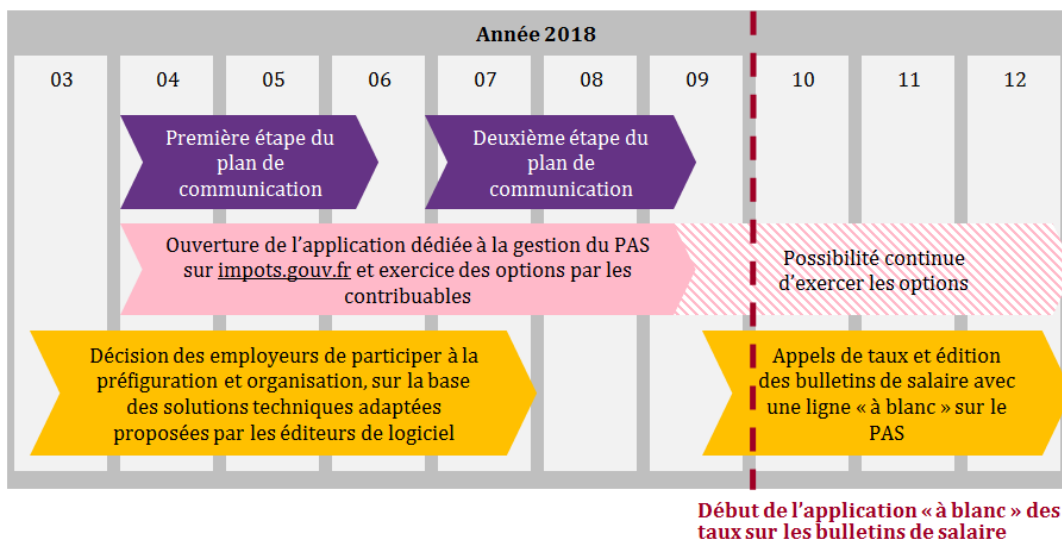 Année 2018
03 04 05 06 07 08 09 10 11 12
Première étape du
plan de
communication
Deuxième étape du
plan de
communication
Ouverture de l’application dédiée à la gestion du PAS
sur impots.gouv.fr et exercice des options par les
contribuables
Possibilité continue
d’exercer les options
Décision des employeurs de participer à la
préfiguration et organisation, sur la base
des solutions techniques adaptées
proposées par les éditeurs de logiciel
Appels de taux et édition
des bulletins de salaire avec
une ligne « à blanc » sur le
PAS
Début de l’application « à blanc » des
taux sur les bulletins de salaire